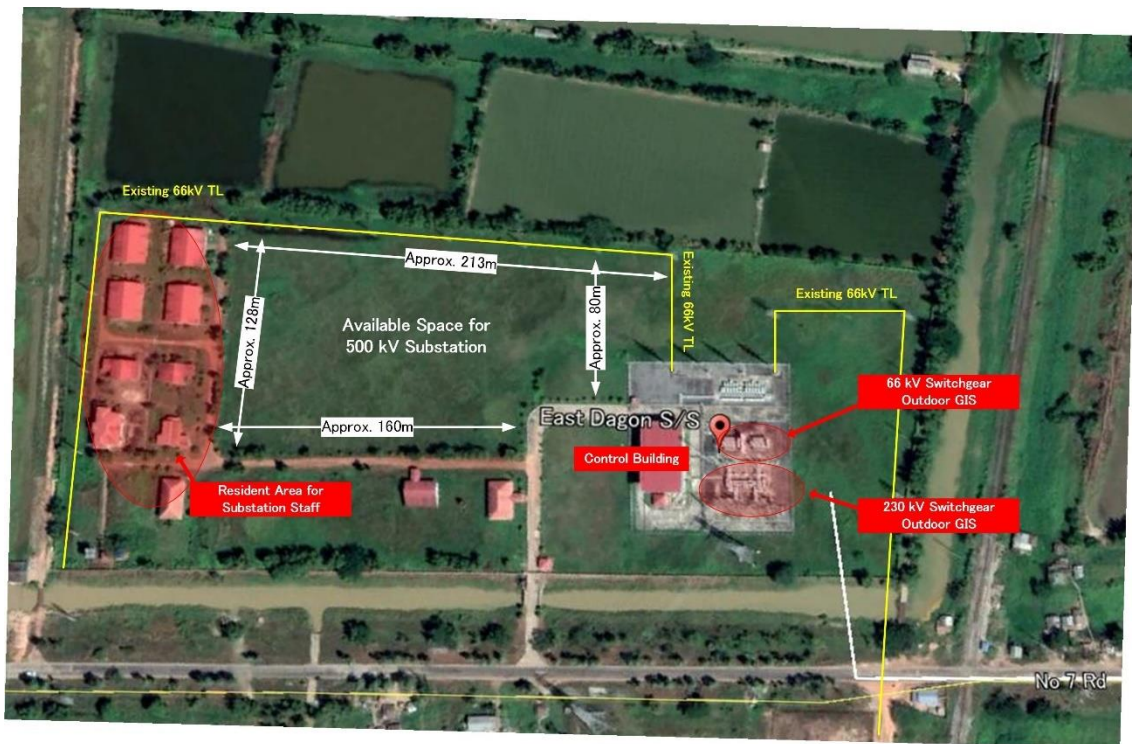 Existing 66kV TL
Approx. 213m
Approx. 128m
Approx. 80m
Existing 66kV TL
Existing 66kV TL
Available Space for
500 kV Substation
66 kV Switchgear
Outdoor GIS
East Dagon S/S
Approx. 160m
Control Building
Resident Area for
Substation Staff
230 kV Switchgear
Outdoor GIS
No 7 Rd